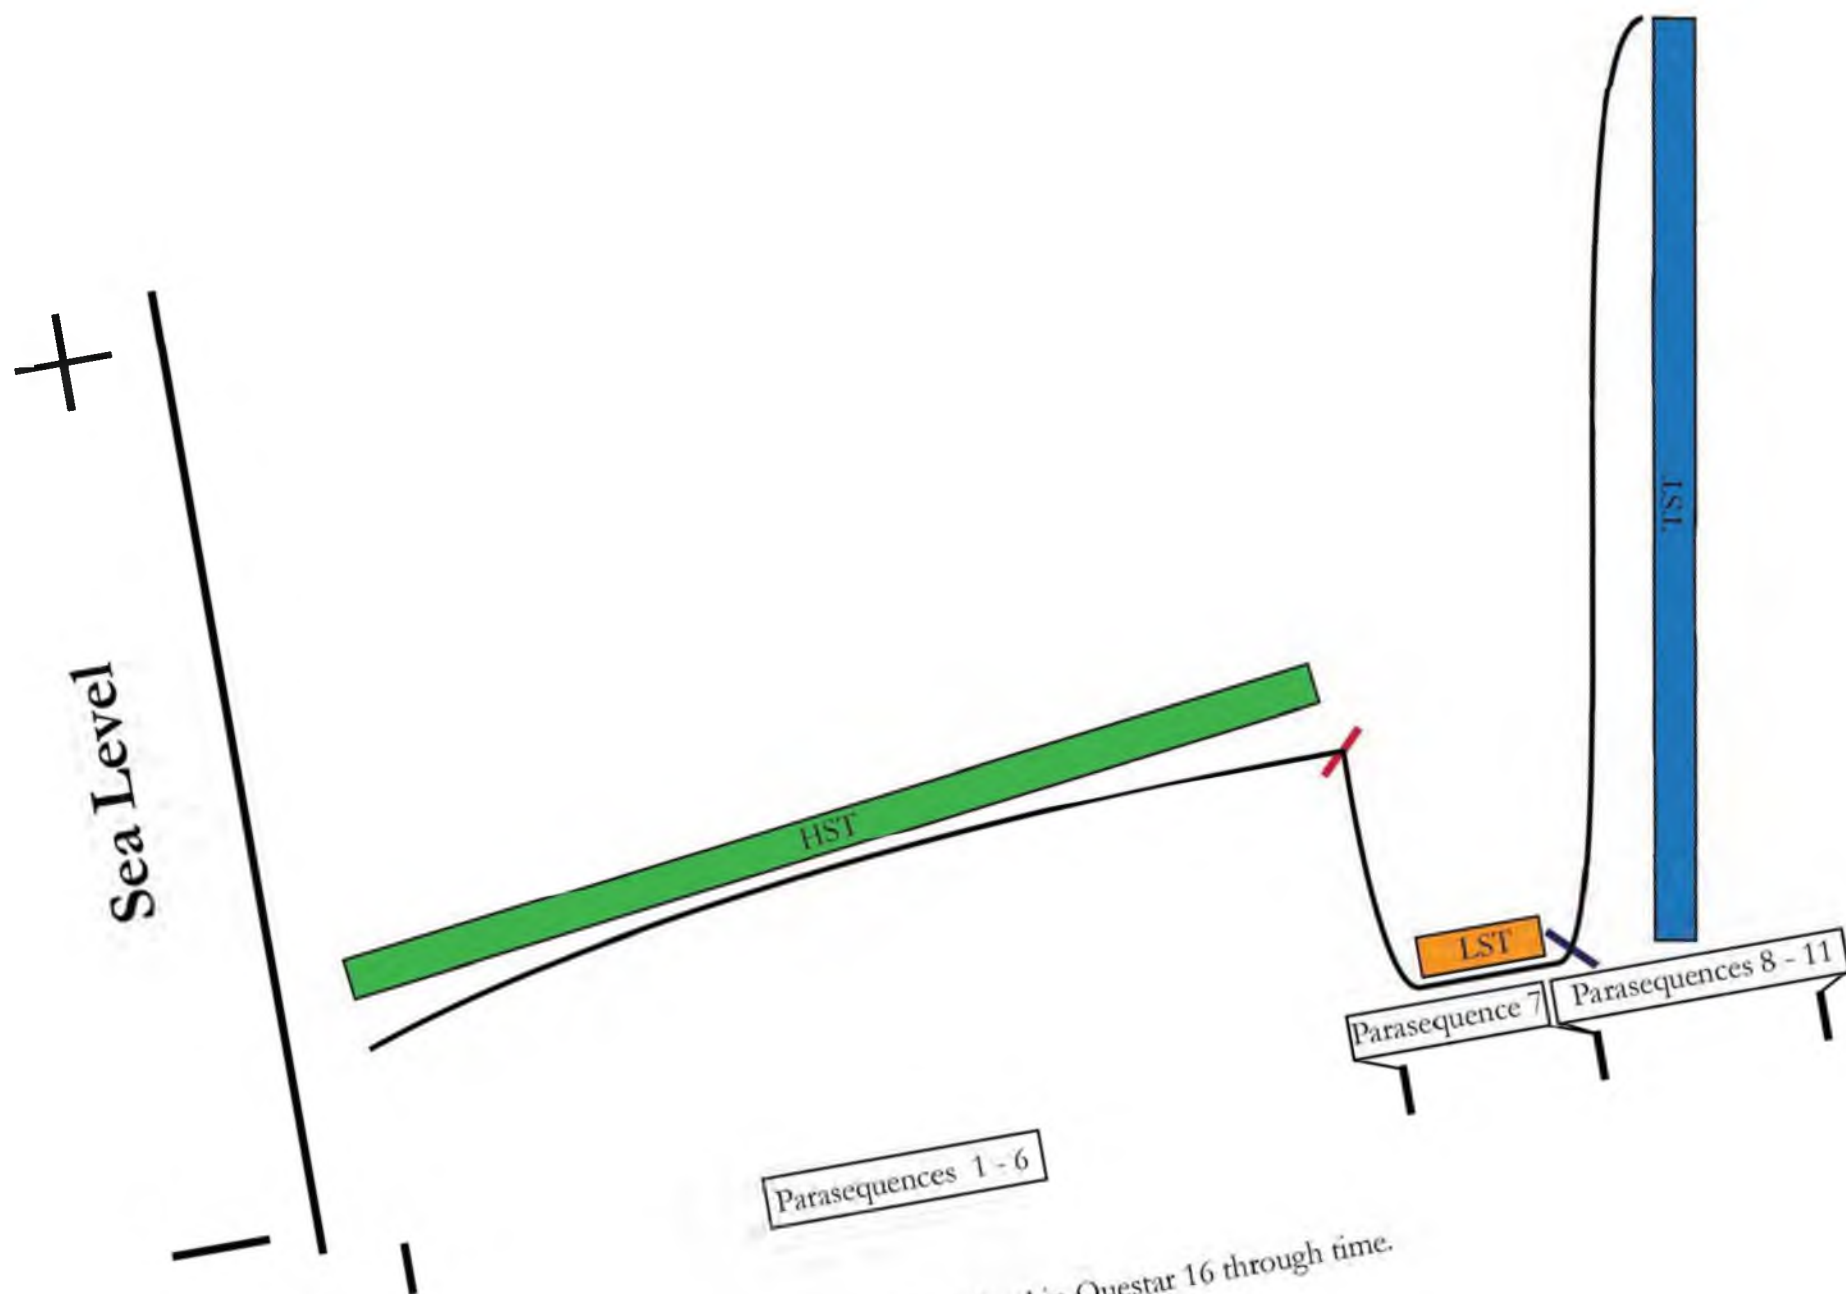 +
Sea Level
HST
TST
LST
Parasequence 7
Parasequences 8 - 11
Parasequences 1 - 6
–
Questar 16 through time.